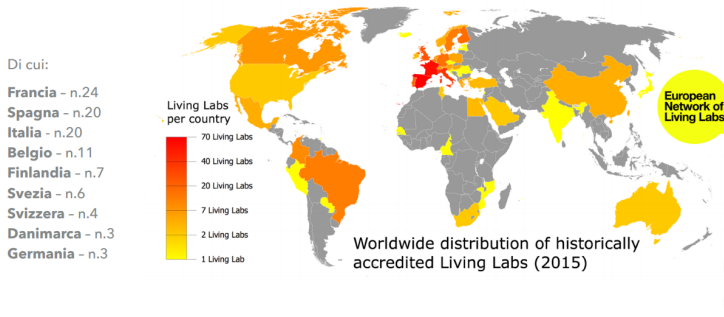 Di cui:
Francia – n.24
Spagna – n.20
Italia – n.20
Belgio – n.11
Finlandia – n.7
Svezia – n.6
Svizzera – n.4
Danimarca – n.3
Germania – n.3
Living Labs
per country
70 Living Labs
40 Living Labs
20 Living Labs
7 Living Labs
2 Living Labs
1 Living Lab
European
Network of
Living Labs
Worldwide distribution of historically
accredited Living Labs (2015)